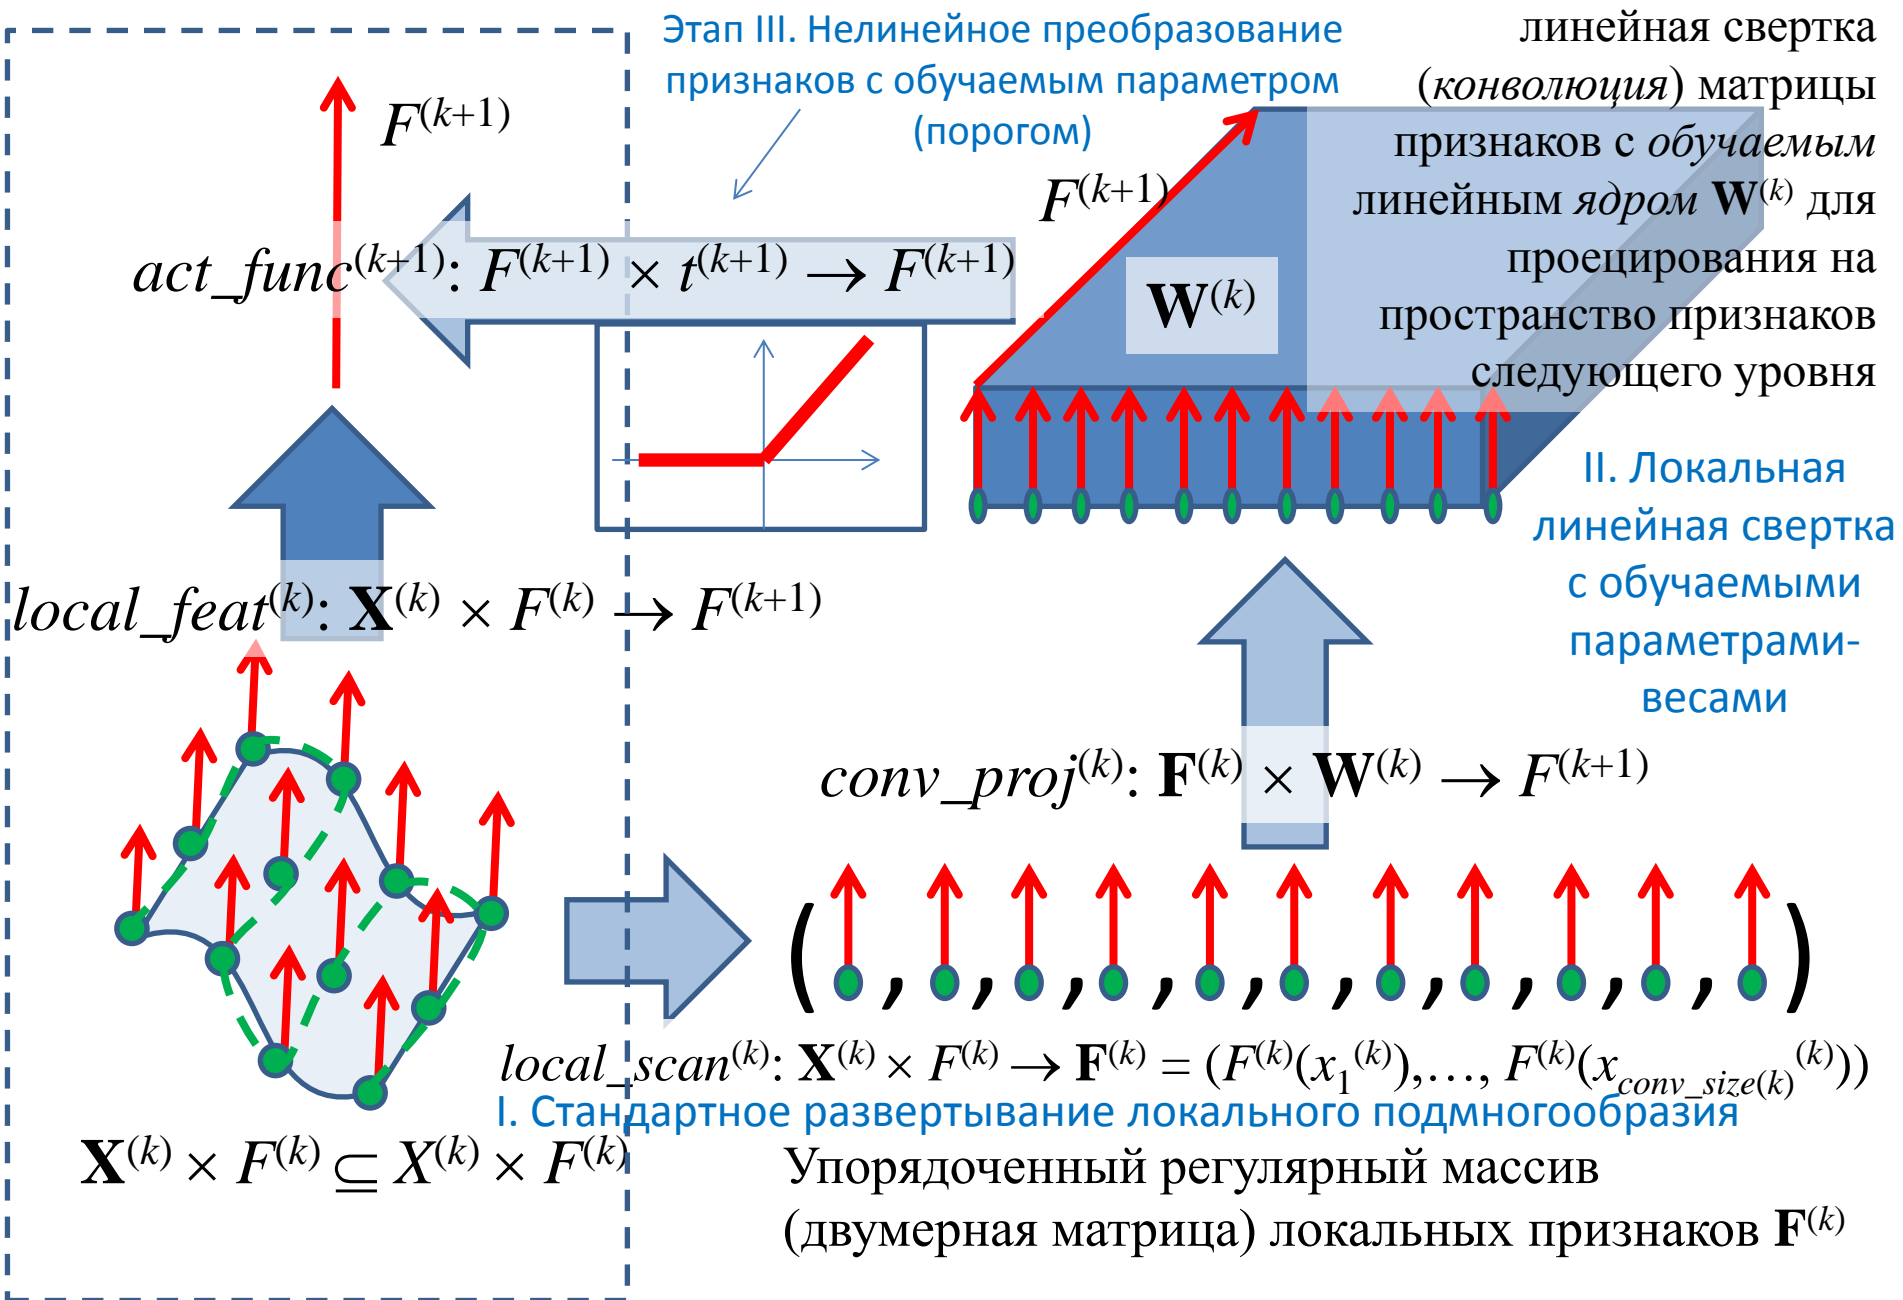 Этап III. Нелинейное преобразование
признаков с обучаемым параметром
(порогом)
линейная свертка
(конволюция) матрицы
признаков с обучаемым
линейным ядром W^(k) для
проецирования на
пространство признаков
следующего уровня
F^(k+1)
F^(k+1)
act_func^(k+1): F^(k+1) × t^(k+1) → F^(k+1)
W^(k)
II. Локальная
линейная свертка
с обучаемыми
параметрами-
весами
local_feat^(k): X^(k) × F^(k) → F^(k+1)
conv_proj^(k): F^(k) × W^(k) → F^(k+1)
( , , , , , , , , , , )
local_scan^(k): X^(k) × F^(k) → F^(k) = (F^(k)(x_1^(k)),…, F^(k)(x_conv_size(k)^(k)))
I. Стандартное развертывание локального подмногообразия
X^(k) × F^(k) ⊆ X^(k) × F^(k)
Упорядоченный регулярный массив
(двумерная матрица) локальных признаков F^(k)